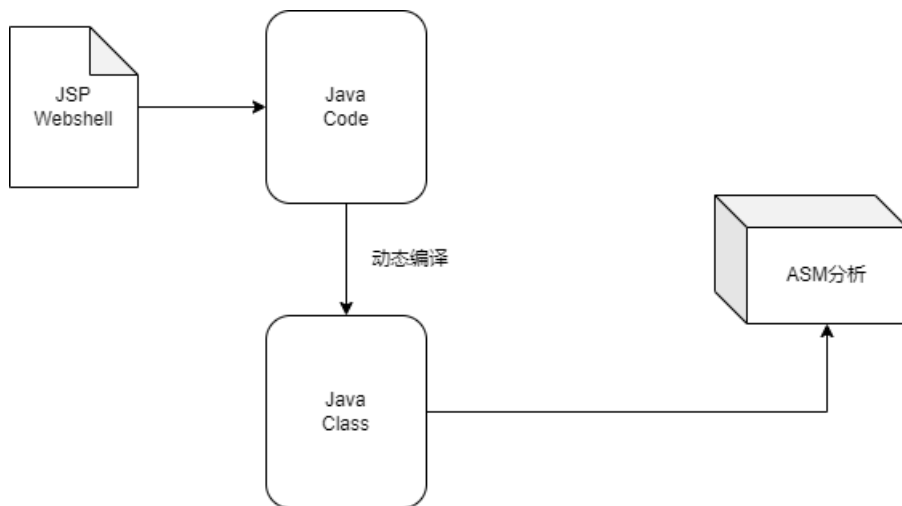 JSP
Webshell
Java
Code
动态编译
ASM分析
Java
Class